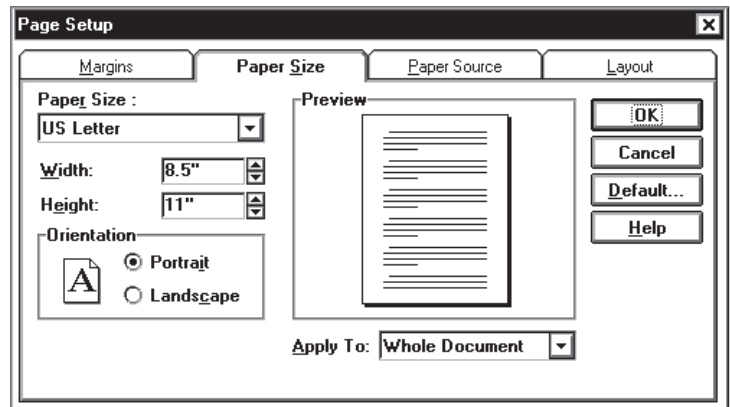 Page Setup
Margins
Paper Size
Paper Source
Layout
Paper Size :
US Letter
Width: 8.5"
Height: 11"
Orientation
A
Portrait
Landscape
Preview
Apply To: Whole Document
OK
Cancel
Default...
Help